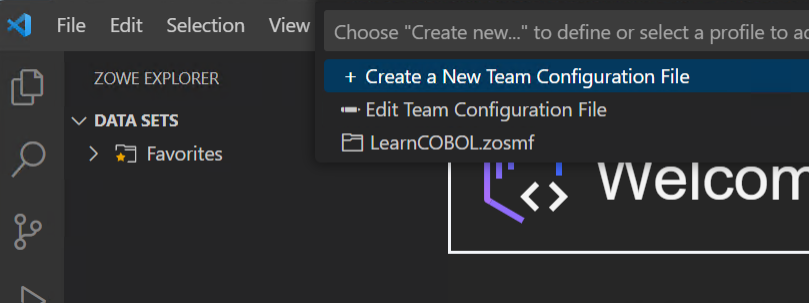 File Edit Selection View
Choose "Create new..." to define or select a profile to
ZOWE EXPLORER
+ Create a New Team Configuration File
Edit Team Configuration File
DATA SETS
LearnCOBOL.zosmf
Favorites